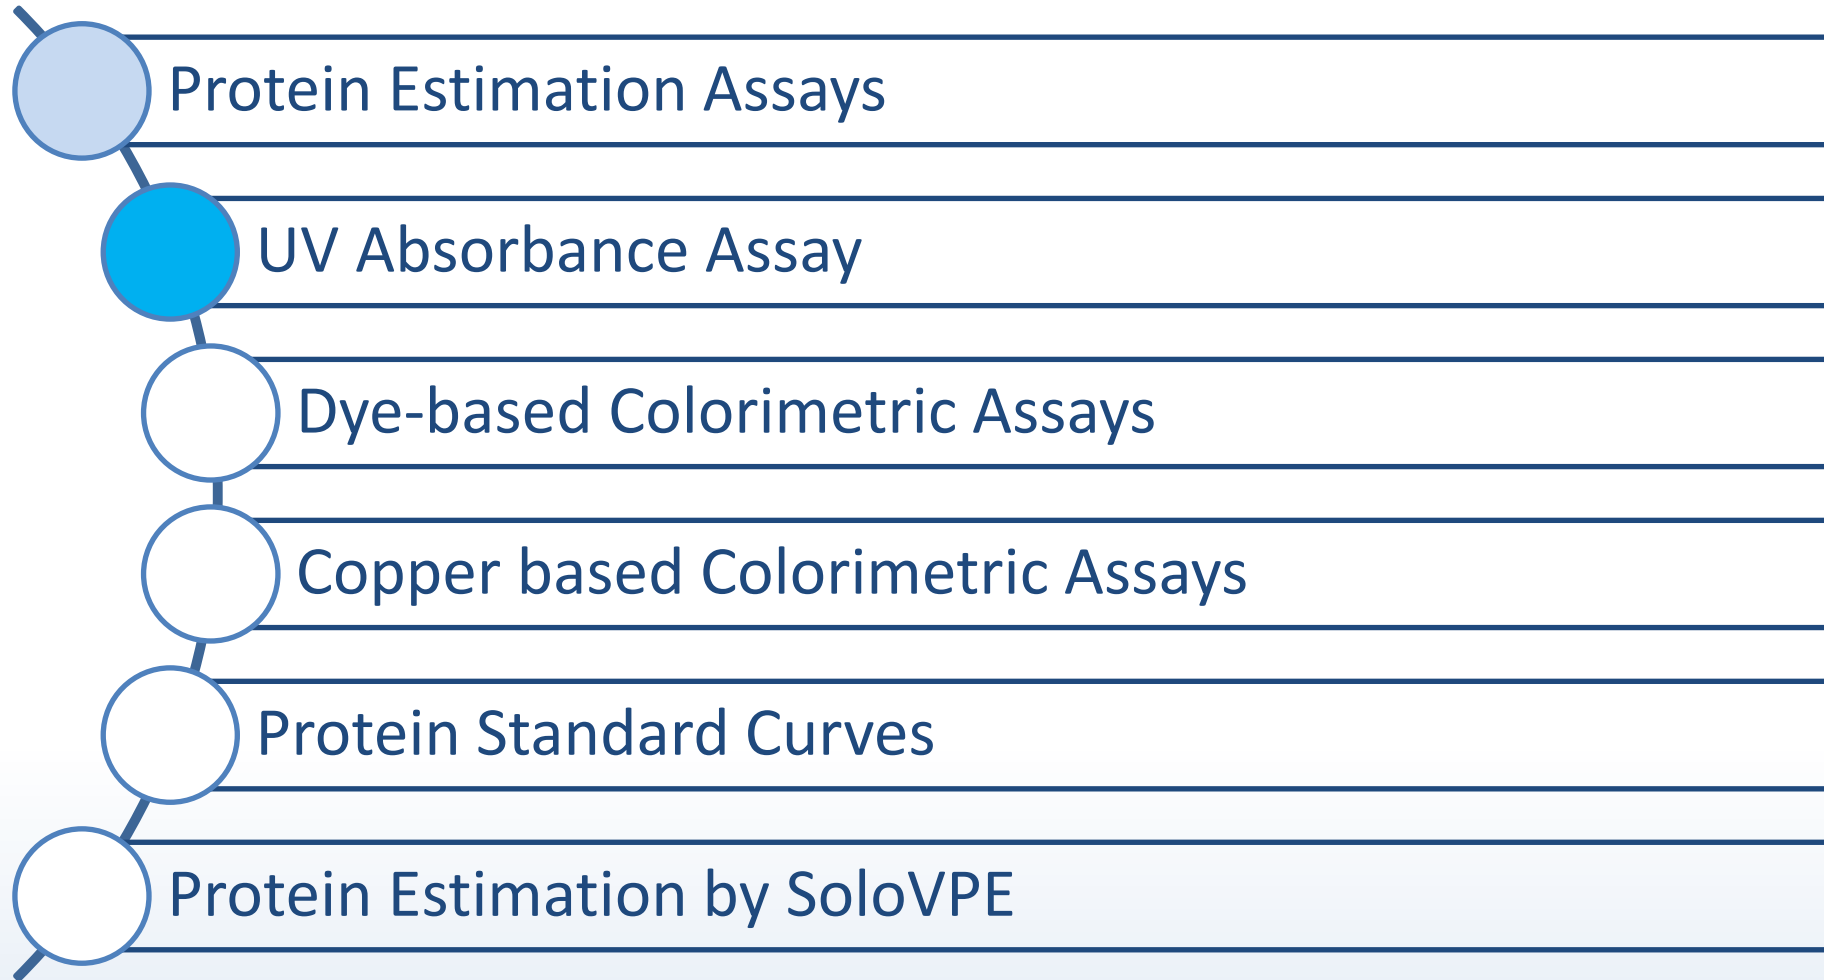 Protein Estimation Assays
UV Absorbance Assay
Dye-based Colorimetric Assays
Copper based Colorimetric Assays
Protein Standard Curves
Protein Estimation by SoloVPE